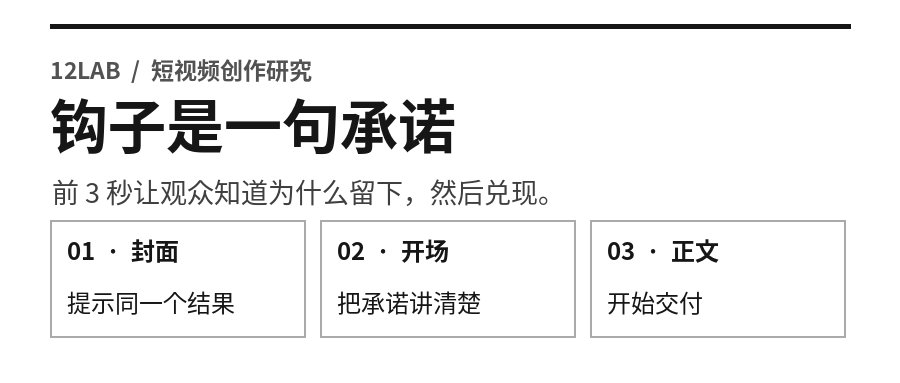 12LAB / 短视频创作研究
钩子是一句承诺
前 3 秒让观众知道为什么留下，然后兑现。
01 · 封面
提示同一个结果
02 · 开场
把承诺讲清楚
03 · 正文
开始交付